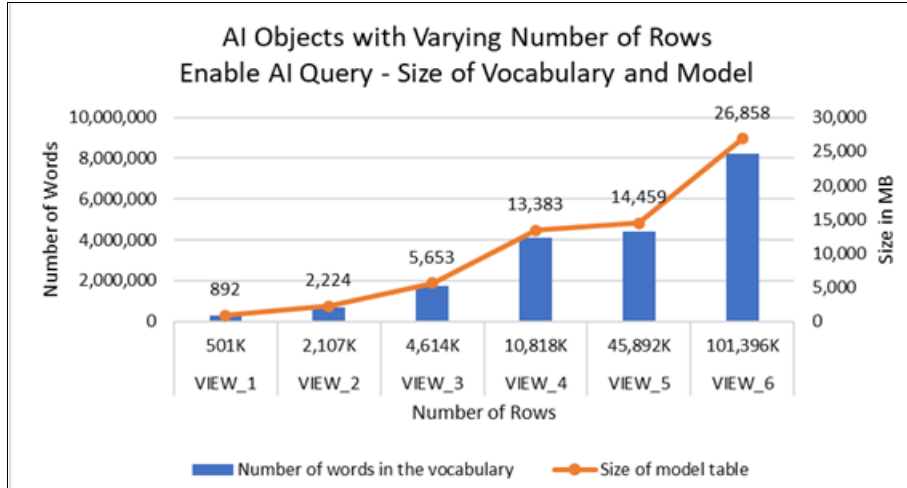 AI Objects with Varying Number of Rows
Enable AI Query - Size of Vocabulary and Model
Number of Words
10,000,000
8,000,000
6,000,000
4,000,000
2,000,000
0
892
2,224
5,653
13,383
14,459
26,858
30,000
25,000
20,000
15,000
10,000
5,000
0
Size in MB
501K 2,107K 4,614K 10,818K 45,892K 101,396K
VIEW_1 VIEW_2 VIEW_3 VIEW_4 VIEW_5 VIEW_6
Number of Rows
Number of words in the vocabulary Size of model table